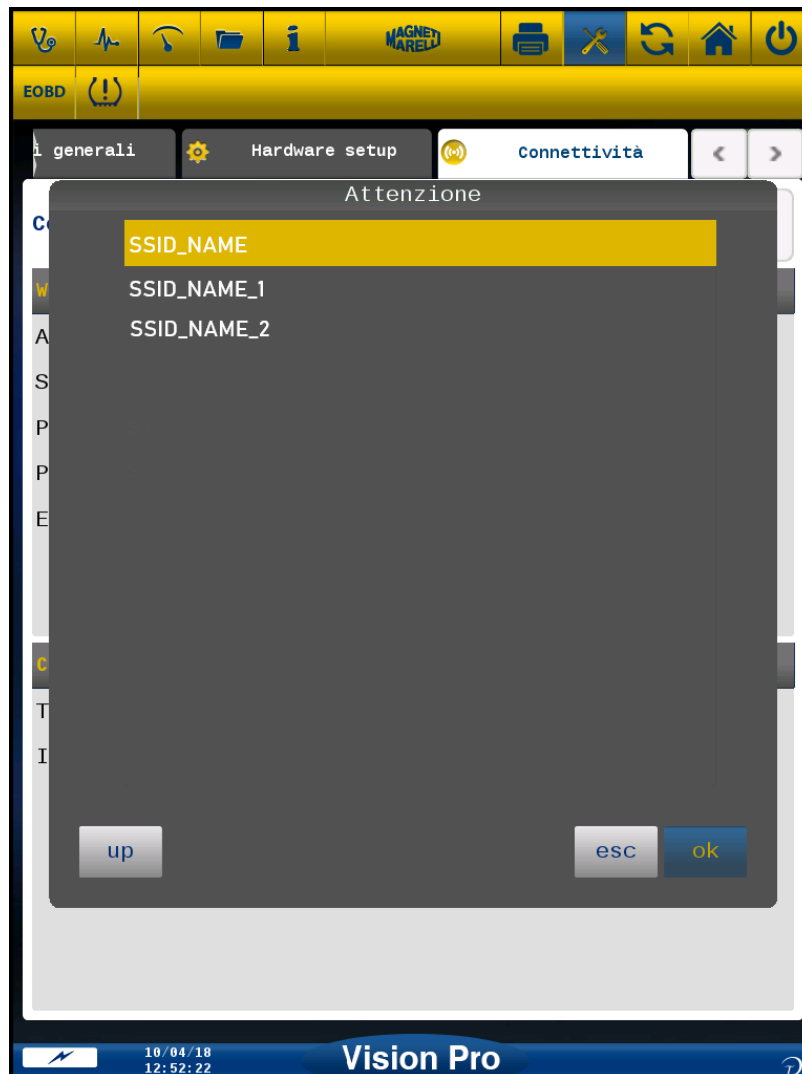 MAGNETI
MARELLI
EOBD
i generali
Hardware setup
Connettività
Attenzione
SSID_NAME
SSID_NAME_1
SSID_NAME_2
A
S
P
P
E
C
T
I
up
esc
ok
10/04/18
12:52:22
Vision Pro